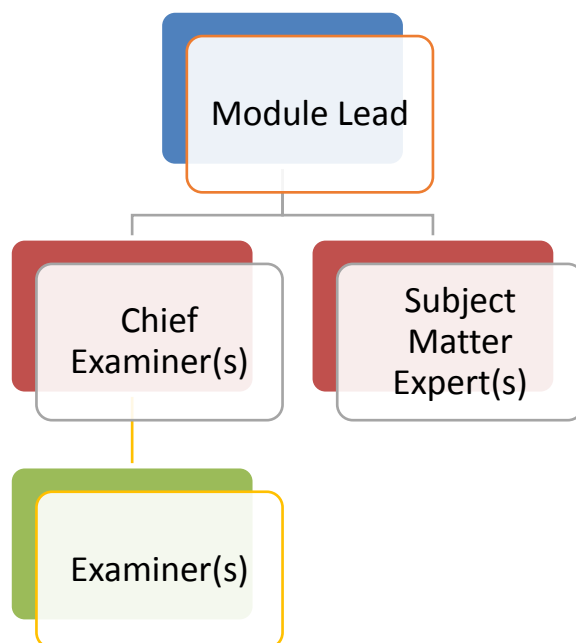 Module Lead
Chief
Examiner(s)
Subject
Matter
Expert(s)
Examiner(s)